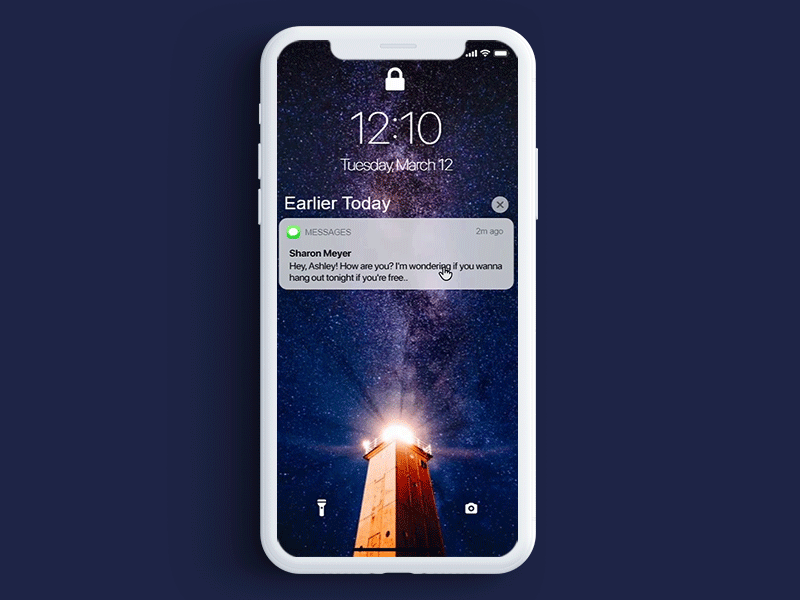 12:10
Tuesday, March 12
Earlier Today
MESSAGES 2m ago
Sharon Meyer
Hey, Ashley! How are you? I'm wondering if you wanna
hang out tonight if you're free..